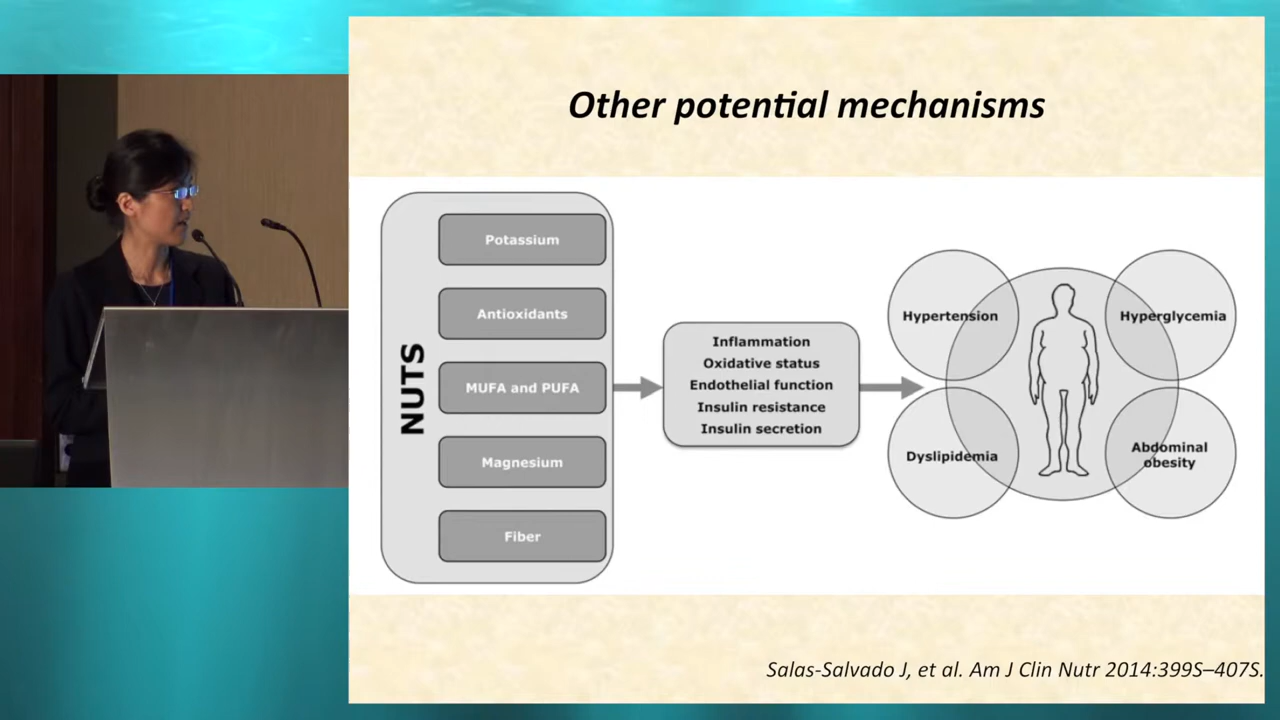 Other potential mechanisms
NUTS
Potassium
Antioxidants
MUFA and PUFA
Magnesium
Fiber
Inflammation
Oxidative status
Endothelial function
Insulin resistance
Insulin secretion
Hypertension
Hyperglycemia
Dyslipidemia
Abdominal
obesity
Salas-Salvado J, et al. Am J Clin Nutr 2014:399S–407S.